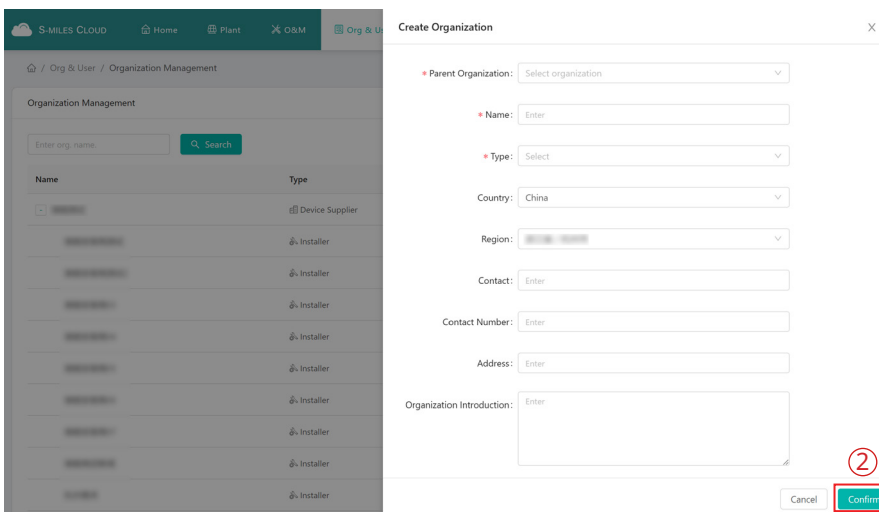 S-MILES CLOUD Home Plant O&M Org & Us
/ Org & User / Organization Management
Organization Management
Enter org. name Search
Name Type
Device Supplier
Installer
Installer
Installer
Installer
Installer
Installer
Installer
Installer
Installer
Create Organization X
* Parent Organization: Select organization
* Name: Enter
* Type: Select
Country: China
Region:
Contact: Enter
Contact Number: Enter
Address: Enter
Organization Introduction: Enter
②
Cancel Confirm